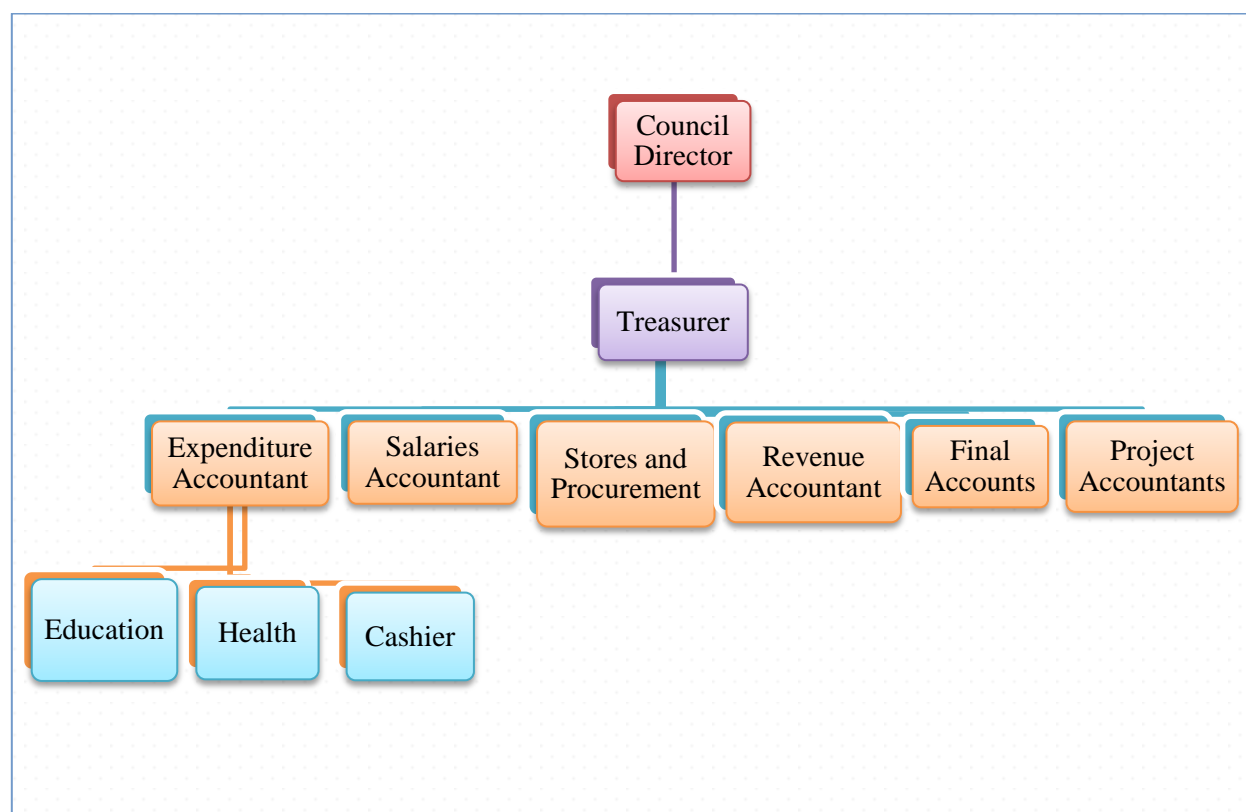 Council
Director
Treasurer
Expenditure
Accountant
Salaries
Accountant
Stores and
Procurement
Revenue
Accountant
Final
Accounts
Project
Accountants
Education
Health
Cashier